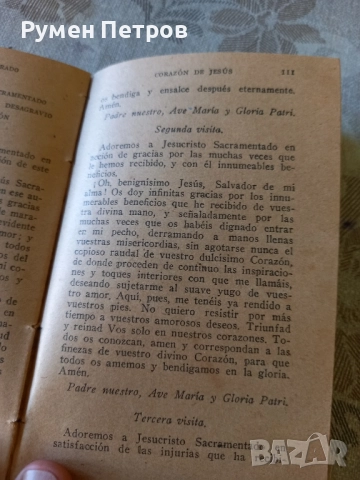 Румен Петров
CORAZÓN DE JESÚS 111
os bendiga y ensalce después eternamente.
Amén.
Padre nuestro, Ave María y Gloria Patri.
Segunda visita.
Adoremos a Jesucristo Sacramentado en
acción de gracias por las muchas veces que
le hemos recibido, y con él innumerables
beneficios.
¡Oh, benignísimo Jesús, Salvador de mi
alma! Os doy infinitas gracias por los innu-
merables beneficios que he recibido de vues-
tra divina mano, y señaladamente por las
muchas veces que os habéis dignado entrar
en mi pecho, derramando a manos llenas
vuestras misericordias, sin agotarse nunca el
copioso raudal de vuestro dulcísimo Corazón,
de donde proceden de continuo las inspiracio-
nes y toques interiores con que me llamáis,
deseando sujetarme al suave yugo de vues-
tro amor. Aquí, pues, me tenéis ya rendido a
vuestros pies. No quiero resistir por más
tiempo a vuestros amorosos deseos. Triunfad
y reinad Vos solo en nuestros corazones. To-
dos os conozcan, amen y correspondan a las
finezas de vuestro divino Corazón, para que
todos os amemos y bendigamos en la gloria.
Amén.
Padre nuestro, Ave María y Gloria Patri.
Tercera visita.
Adoremos a Jesucristo Sacramentado
satisfacción de las injurias que ha
bazar